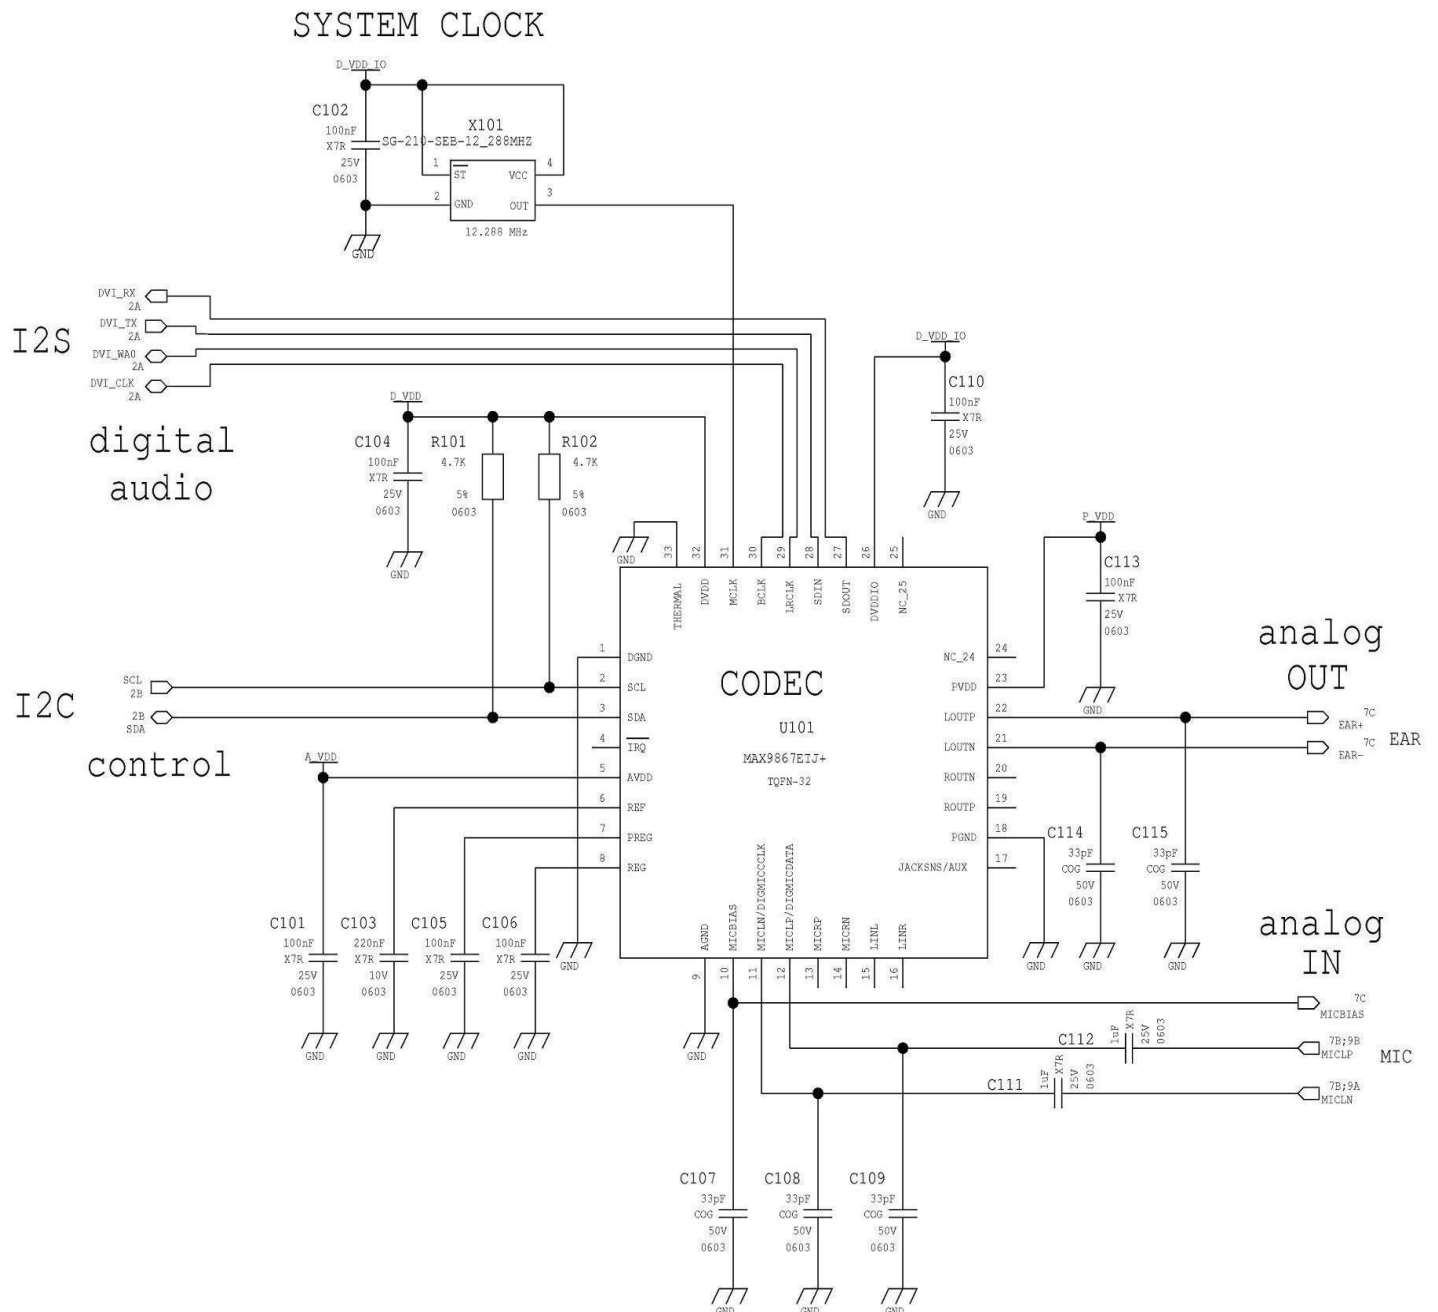 SYSTEM CLOCK
D_VDD_IO
C102
100nF
X7R
25V
0603
X101
SG-210-SEB-12_288MHZ
1
ST
VCC
4
2
GND
OUT
3
12.288 MHz
GND
I2S
DVI_RX
2A
DVI_TX
2A
DVI_WA0
2A
DVI_CLK
2A
digital
audio
D_VDD
C104
100nF
X7R
25V
0603
GND
R101
4.7K
5%
0603
R102
4.7K
5%
0603
D_VDD_IO
C110
100nF
X7R
25V
0603
GND
P_VDD
C113
100nF
X7R
25V
0603
GND
GND
33
32
31
30
29
28
27
26
25
THERMAL
DVDD
MCLK
BCLK
LRCLK
SDIN
SDOUT
DVDDIO
NC_25
I2C
SCL
2B
2B
SDA
control
1
DGND
2
SCL
3
SDA
4
IRQ
5
AVDD
6
REF
7
PREG
8
REG
CODEC
U101
MAX9867ETJ+
TQFN-32
NC_24
24
PVDD
23
LOUTP
22
LOUTN
21
ROUTN
20
ROUTP
19
PGND
18
JACKSNS/AUX
17
analog
OUT
7C
EAR+
7C
EAR-
EAR
A_VDD
C101
100nF
X7R
25V
0603
GND
C103
220nF
X7R
10V
0603
GND
C105
100nF
X7R
25V
0603
GND
C106
100nF
X7R
25V
0603
GND
GND
AGND
MICBIAS
MICLN/DIGMICCCLK
MICLP/DIGMICDATA
MICRP
MICRN
LINL
LINR
9
10
11
12
13
14
15
16
GND
GND
C114
33pF
COG
50V
0603
GND
C115
33pF
COG
50V
0603
GND
analog
IN
7C
MICBIAS
C112
1uF
X7R
25V
0603
7B;9B
MICLP
MIC
C111
1uF
X7R
25V
0603
7B;9A
MICLN
C107
33pF
COG
50V
0603
GND
C108
33pF
COG
50V
0603
GND
C109
33pF
COG
50V
0603
GND